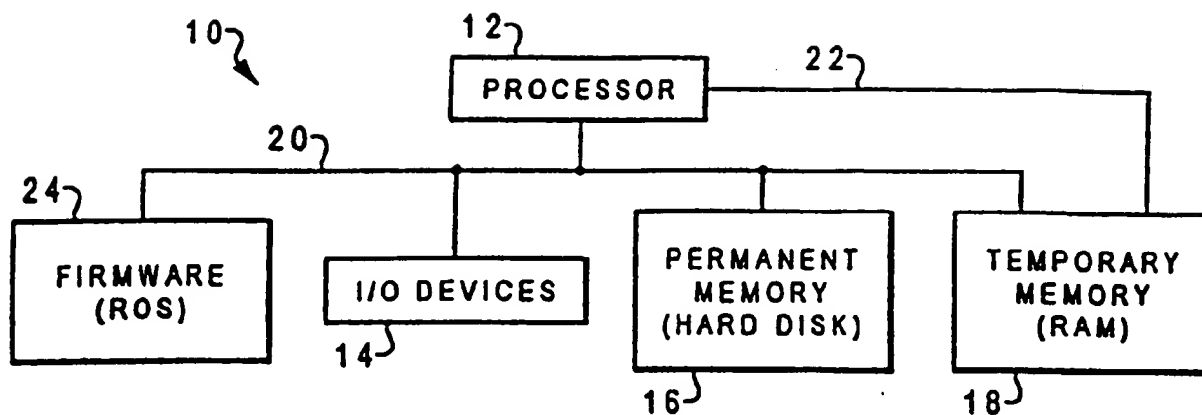 10
12
PROCESSOR
22
20
24
FIRMWARE
(ROS)
I/O DEVICES
14
PERMANENT
MEMORY
(HARD DISK)
16
TEMPORARY
MEMORY
(RAM)
18